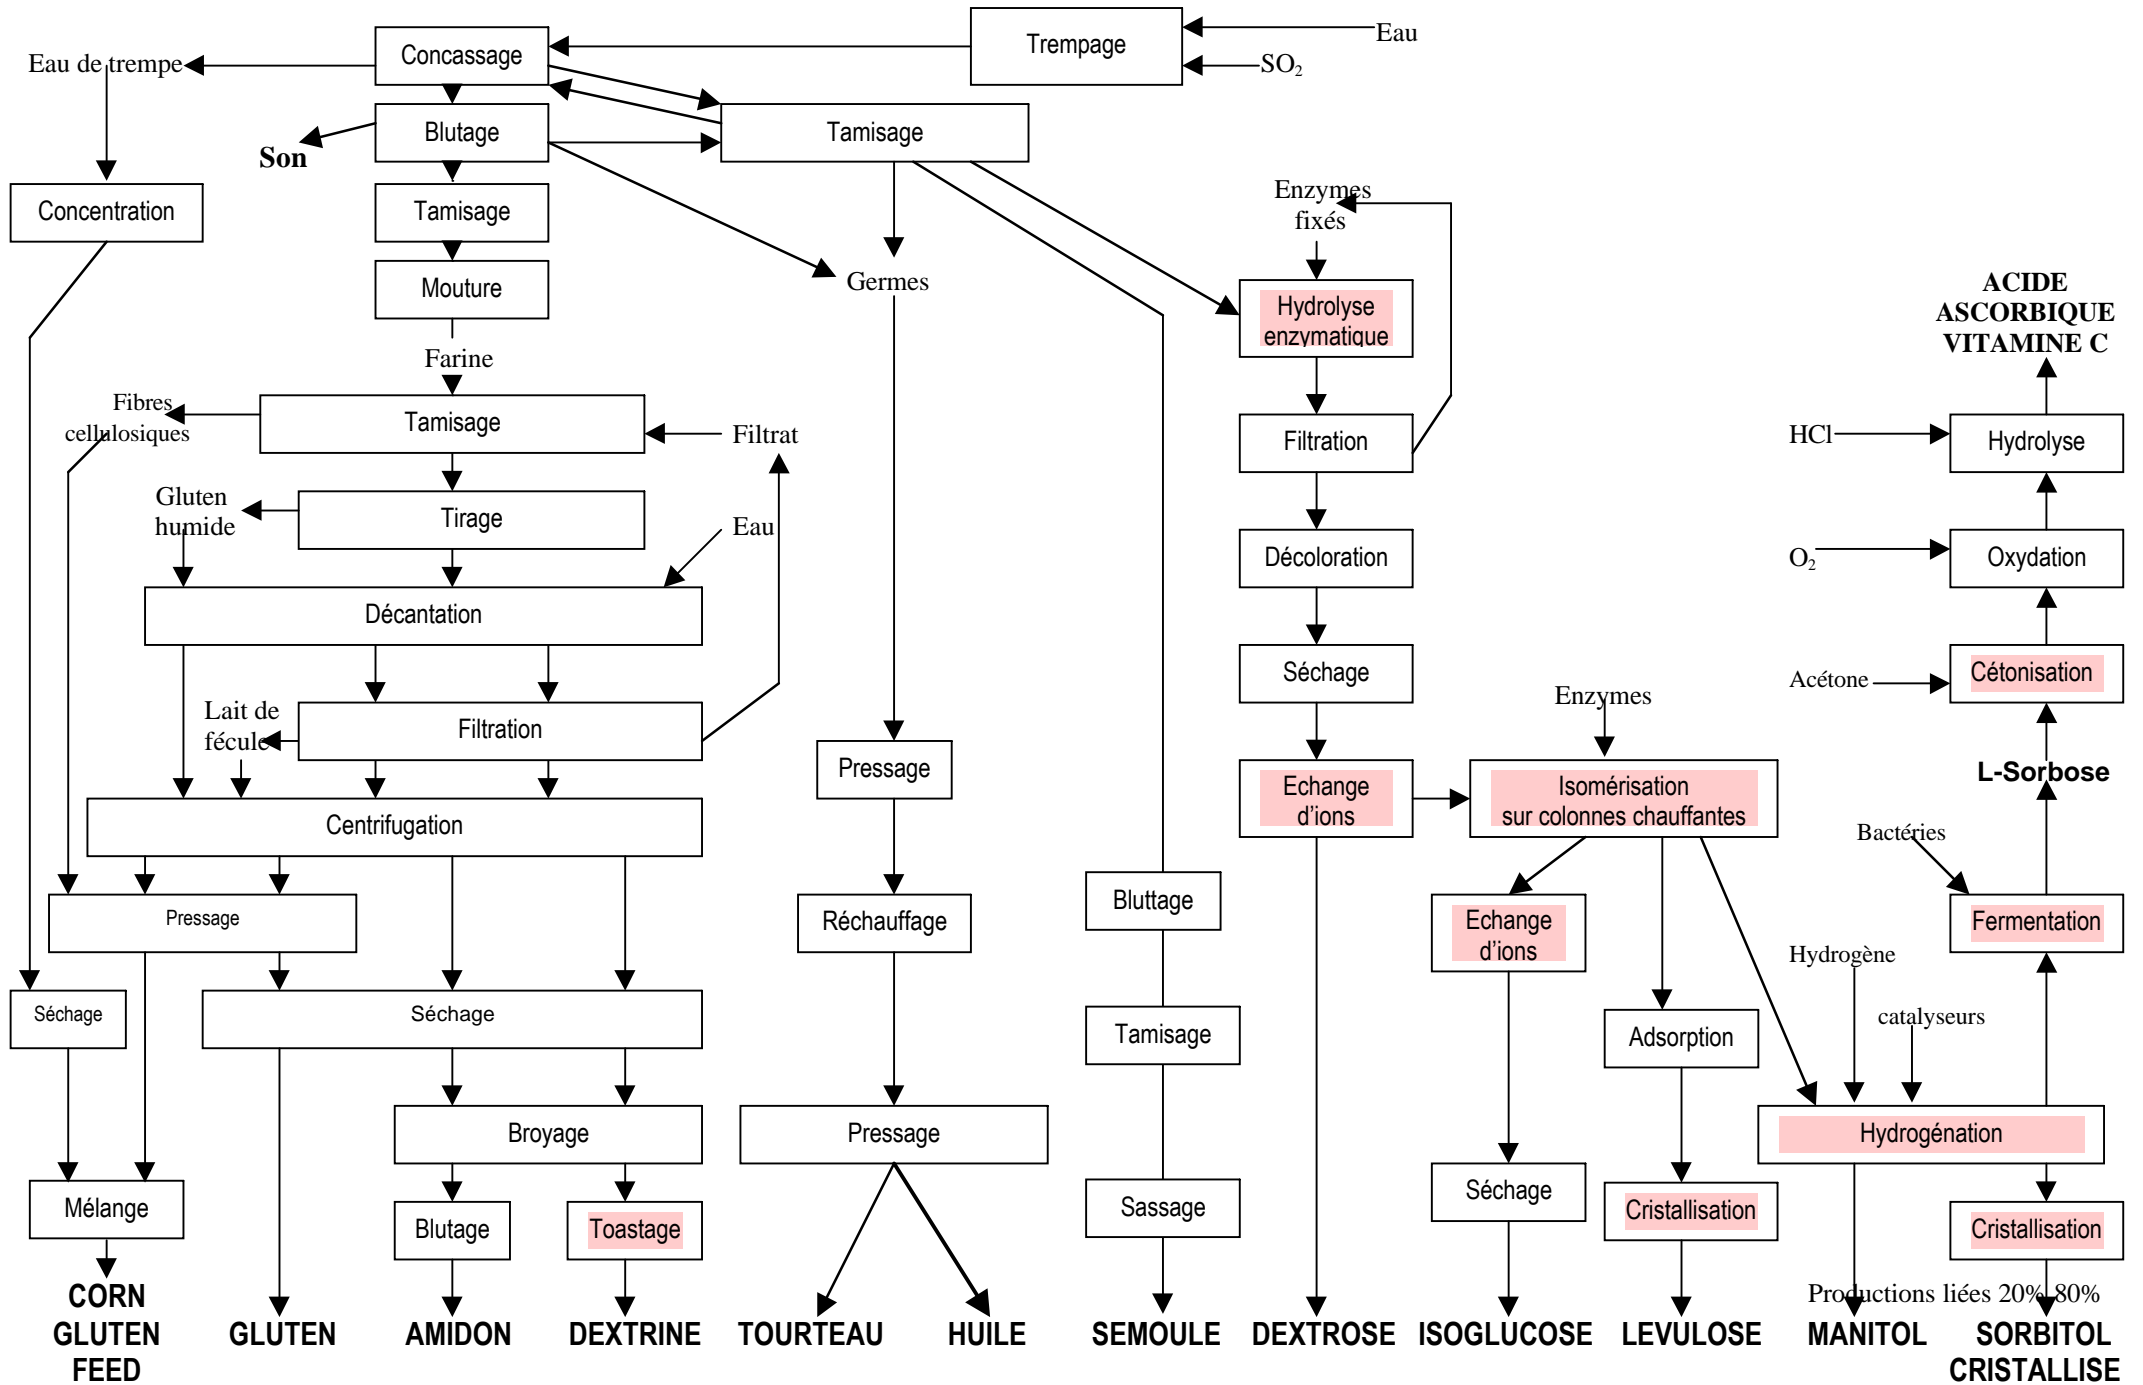 Trempage
Eau
SO₂
Concassage
Eau de trempe
Blutage
Tamisage
Son
Concentration
Tamisage
Enzymes
fixés
Mouture
Germes
Hydrolyse
enzymatique
ACIDE
ASCORBIQUE
VITAMINE C
Farine
Fibres
cellulosiques
Tamisage
Filtrat
Filtration
HCl
Hydrolyse
Gluten
humide
Tirage
Eau
Décoloration
O₂
Oxydation
Décantation
Séchage
Acétone
Cétonisation
Enzymes
Lait de
fécule
Filtration
Pressage
Echange
d'ions
Isomérisation
sur colonnes chauffantes
L-Sorbose
Centrifugation
Bactéries
Pressage
Réchauffage
Bluttage
Echange
d'ions
Fermentation
Hydrogène
Séchage
Séchage
Tamisage
Adsorption
catalyseurs
Broyage
Pressage
Hydrogénation
Mélange
Blutage
Toastage
Sassage
Séchage
Cristallisation
Cristallisation
Productions liées 20% 80%
CORN
GLUTEN
FEED
GLUTEN
AMIDON
DEXTRINE
TOURTEAU
HUILE
SEMOULE
DEXTROSE
ISOGLUCOSE
LEVULOSE
MANITOL
SORBITOL
CRISTALLISE